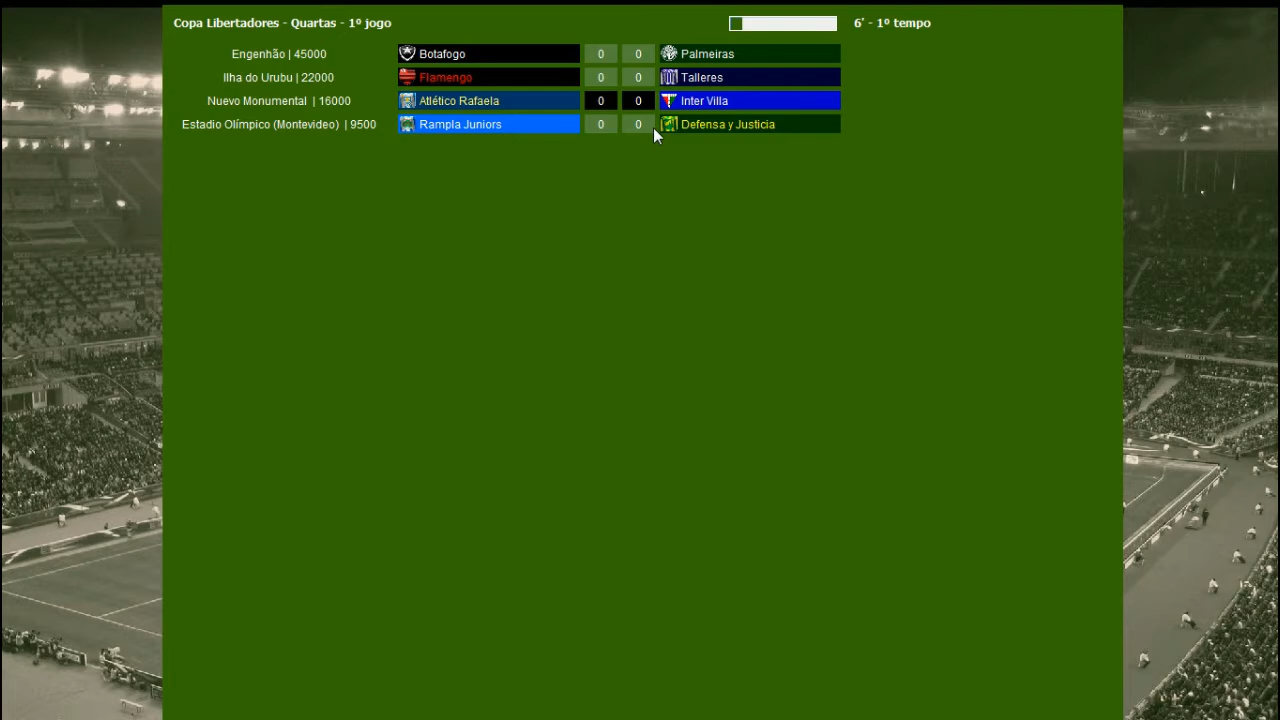 Copa Libertadores - Quartas - 1º jogo 6' - 1º tempo
Engenhão | 45000 Botafogo 0 0 Palmeiras
Ilha do Urubu | 22000 Flamengo 0 0 Talleres
Nuevo Monumental | 16000 Atlético Rafaela 0 0 Inter Villa
Estadio Olímpico (Montevideo) | 9500 Rampla Juniors 0 0 Defensa y Justicia